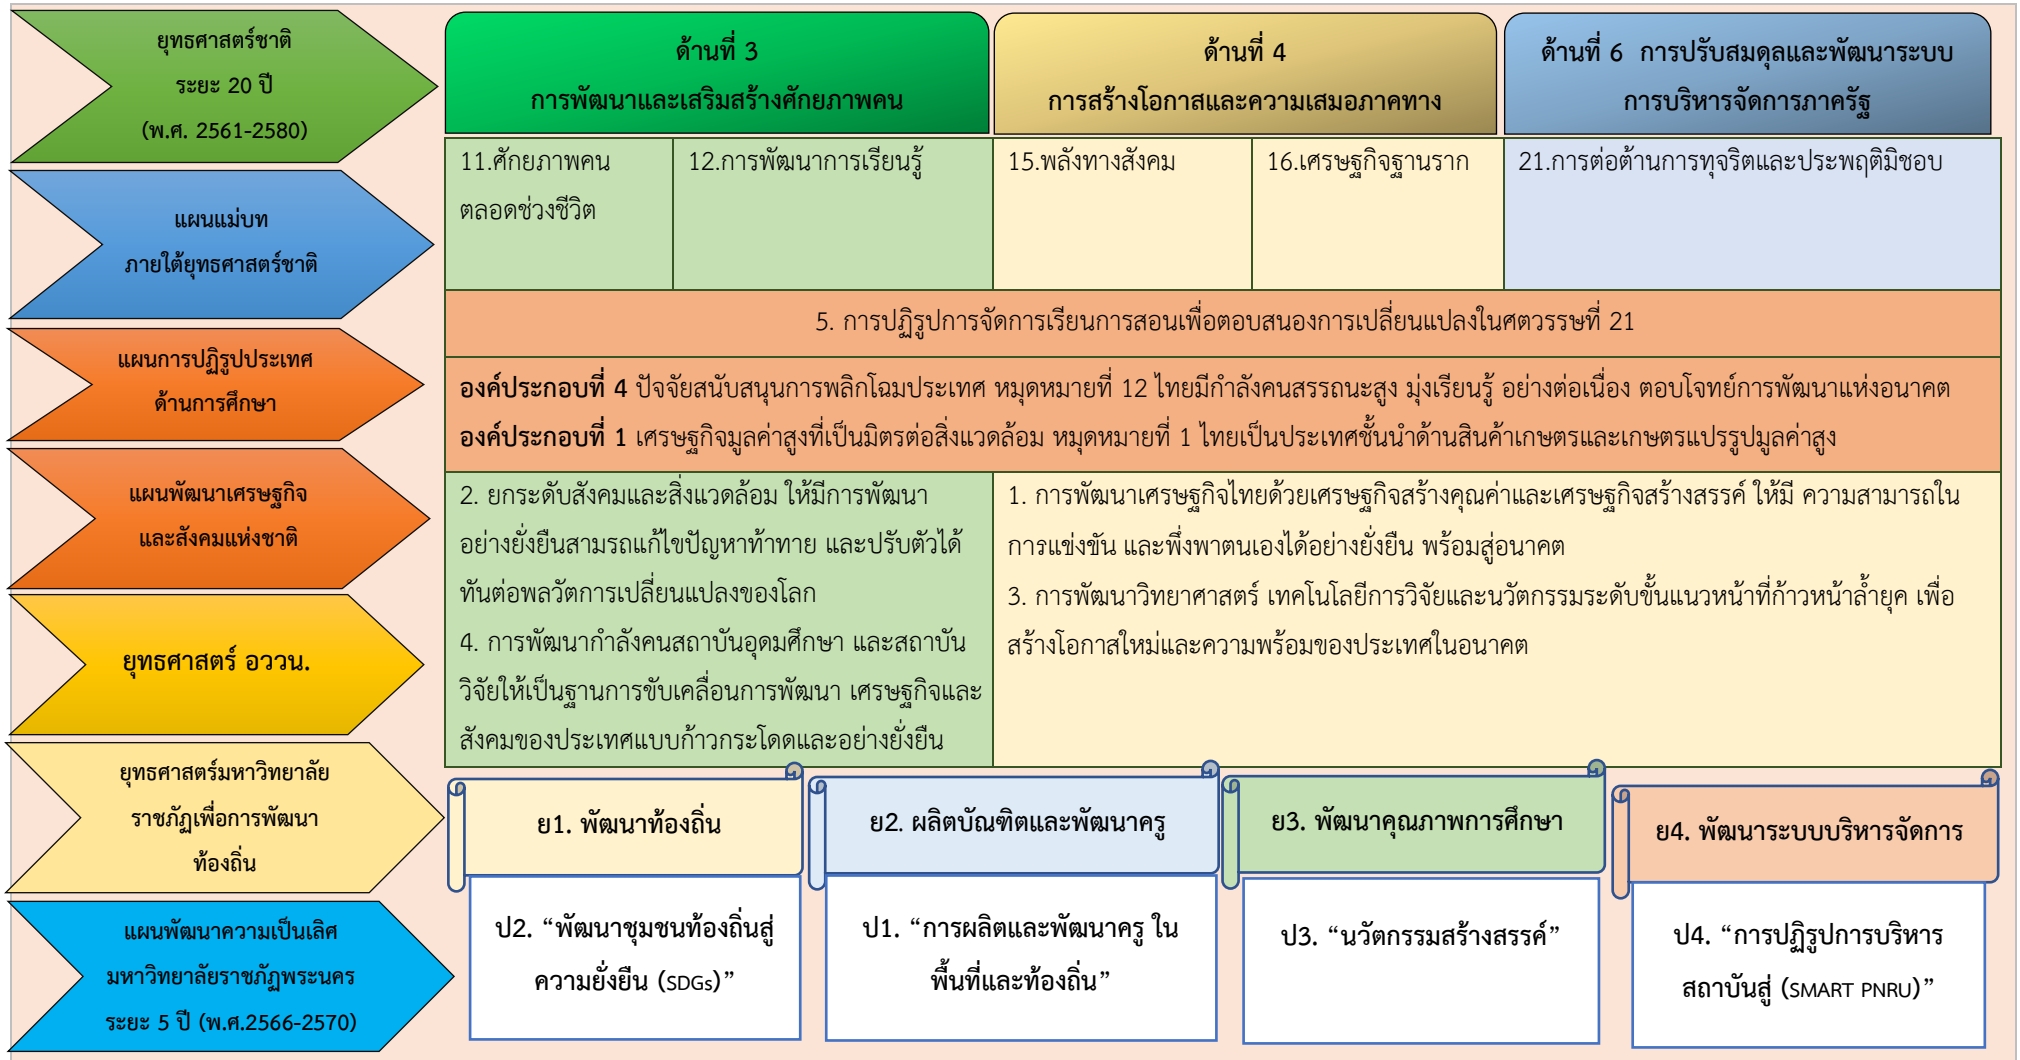 ยุทธศาสตร์ชาติ
ระยะ 20 ปี
(พ.ศ. 2561-2580)
ด้านที่ 3
การพัฒนาและเสริมสร้างศักยภาพคน
ด้านที่ 4
การสร้างโอกาสและความเสมอภาคทาง
ด้านที่ 6 การปรับสมดุลและพัฒนาระบบ
การบริหารจัดการภาครัฐ
แผนแม่บท
ภายใต้ยุทธศาสตร์ชาติ
11.ศักยภาพคน
ตลอดช่วงชีวิต
12.การพัฒนาการเรียนรู้
15.พลังทางสังคม
16.เศรษฐกิจฐานราก
21.การต่อต้านการทุจริตและประพฤติมิชอบ
แผนการปฏิรูปประเทศ
ด้านการศึกษา
5. การปฏิรูปการจัดการเรียนการสอนเพื่อตอบสนองการเปลี่ยนแปลงในศตวรรษที่ 21
แผนพัฒนาเศรษฐกิจ
และสังคมแห่งชาติ
องค์ประกอบที่ 4 ปัจจัยสนับสนุนการพลิกโฉมประเทศ หมุดหมายที่ 12 ไทยมีกำลังคนสรรถนะสูง มุ่งเรียนรู้ อย่างต่อเนื่อง ตอบโจทย์การพัฒนาแห่งอนาคต
องค์ประกอบที่ 1 เศรษฐกิจมูลค่าสูงที่เป็นมิตรต่อสิ่งแวดล้อม หมุดหมายที่ 1 ไทยเป็นประเทศชั้นนำด้านสินค้าเกษตรและเกษตรแปรรูปมูลค่าสูง
ยุทธศาสตร์ อววน.
2. ยกระดับสังคมและสิ่งแวดล้อม ให้มีการพัฒนา
อย่างยั่งยืนสามรถแก้ไขปัญหาท้าทาย และปรับตัวได้
ทันต่อพลวัตการเปลี่ยนแปลงของโลก
4. การพัฒนากำลังคนสถาบันอุดมศึกษา และสถาบัน
วิจัยให้เป็นฐานการขับเคลื่อนการพัฒนา เศรษฐกิจและ
สังคมของประเทศแบบก้าวกระโดดและอย่างยั่งยืน
1. การพัฒนาเศรษฐกิจไทยด้วยเศรษฐกิจสร้างคุณค่าและเศรษฐกิจสร้างสรรค์ ให้มี ความสามารถใน
การแข่งขัน และพึ่งพาตนเองได้อย่างยั่งยืน พร้อมสู่อนาคต
3. การพัฒนาวิทยาศาสตร์ เทคโนโลยีการวิจัยและนวัตกรรมระดับขั้นแนวหน้าที่ก้าวหน้าล้ำยุค เพื่อ
สร้างโอกาสใหม่และความพร้อมของประเทศในอนาคต
ยุทธศาสตร์มหาวิทยาลัย
ราชภัฏเพื่อการพัฒนา
ท้องถิ่น
ย1. พัฒนาท้องถิ่น
ย2. ผลิตบัณฑิตและพัฒนาครู
ย3. พัฒนาคุณภาพการศึกษา
ย4. พัฒนาระบบบริหารจัดการ
แผนพัฒนาความเป็นเลิศ
มหาวิทยาลัยราชภัฏพระนคร
ระยะ 5 ปี (พ.ศ.2566-2570)
ป2. “พัฒนาชุมชนท้องถิ่นสู่
ความยั่งยืน (SDGs)”
ป1. “การผลิตและพัฒนาครู ใน
พื้นที่และท้องถิ่น”
ป3. “นวัตกรรมสร้างสรรค์”
ป4. “การปฏิรูปการบริหาร
สถาบันสู่ (SMART PNRU)”